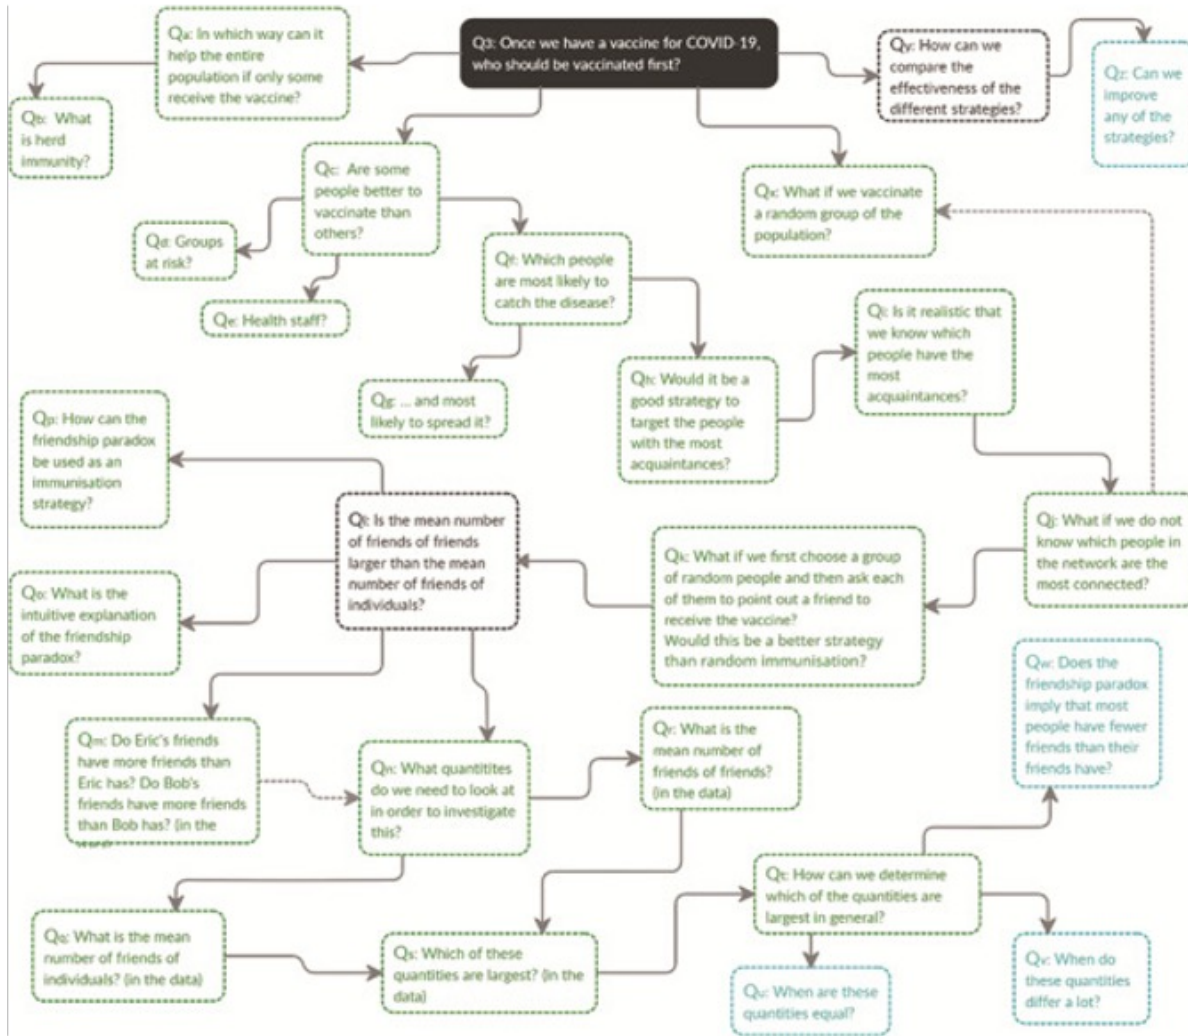 Qa: In which way can it
help the entire
population if only some
receive the vaccine?
Q3: Once we have a vaccine for COVID-19,
who should be vaccinated first?
Qy: How can we
compare the
effectiveness of the
different strategies?
Qz: Can we
improve
any of the
strategies?
Qb: What
is herd
immunity?
Qc: Are some
people better to
vaccinate than
others?
Qx: What if we vaccinate
a random group of the
population?
Qd: Groups
at risk?
Qf: Which people
are most likely to
catch the disease?
Qe: Health staff?
Qi: Is it realistic that
we know which
people have the
most
acquaintances?
Qg: ... and most
likely to spread it?
Qh: Would it be a
good strategy to
target the people
with the most
acquaintances?
Qp: How can the
friendship paradox
be used as an
immunisation
strategy?
Ql: Is the mean number
of friends of friends
larger than the mean
number of friends of
individuals?
Qk: What if we first choose a group
of random people and then ask each
of them to point out a friend to
receive the vaccine?
Would this be a better strategy
than random immunisation?
Qj: What if we do not
know which people in
the network are the
most connected?
Qo: What is the
intuitive explanation
of the friendship
paradox?
Qw: Does the
friendship paradox
imply that most
people have fewer
friends than their
friends have?
Qm: Do Eric's friends
have more friends than
Eric has? Do Bob's
friends have more friends
than Bob has? (in the
Qn: What quantitites
do we need to look at
in order to investigate
this?
Qr: What is the
mean number of
friends of friends?
(in the data)
Qt: How can we determine
which of the quantities are
largest in general?
Qq: What is the mean
number of friends of
individuals? (in the data)
Qs: Which of these
quantities are largest? (in the
data)
Qu: When are these
quantities equal?
Qv: When do
these quantities
differ a lot?